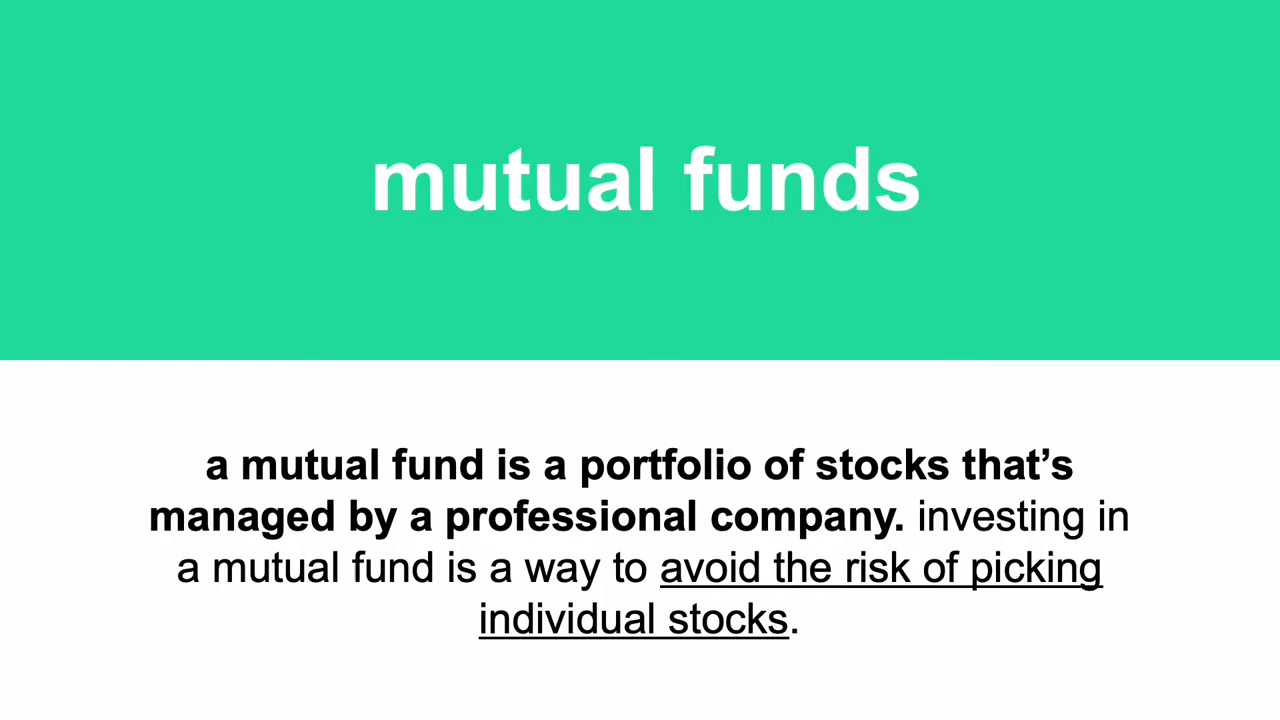 mutual funds
a mutual fund is a portfolio of stocks that’s
managed by a professional company. investing in
a mutual fund is a way to avoid the risk of picking
individual stocks.